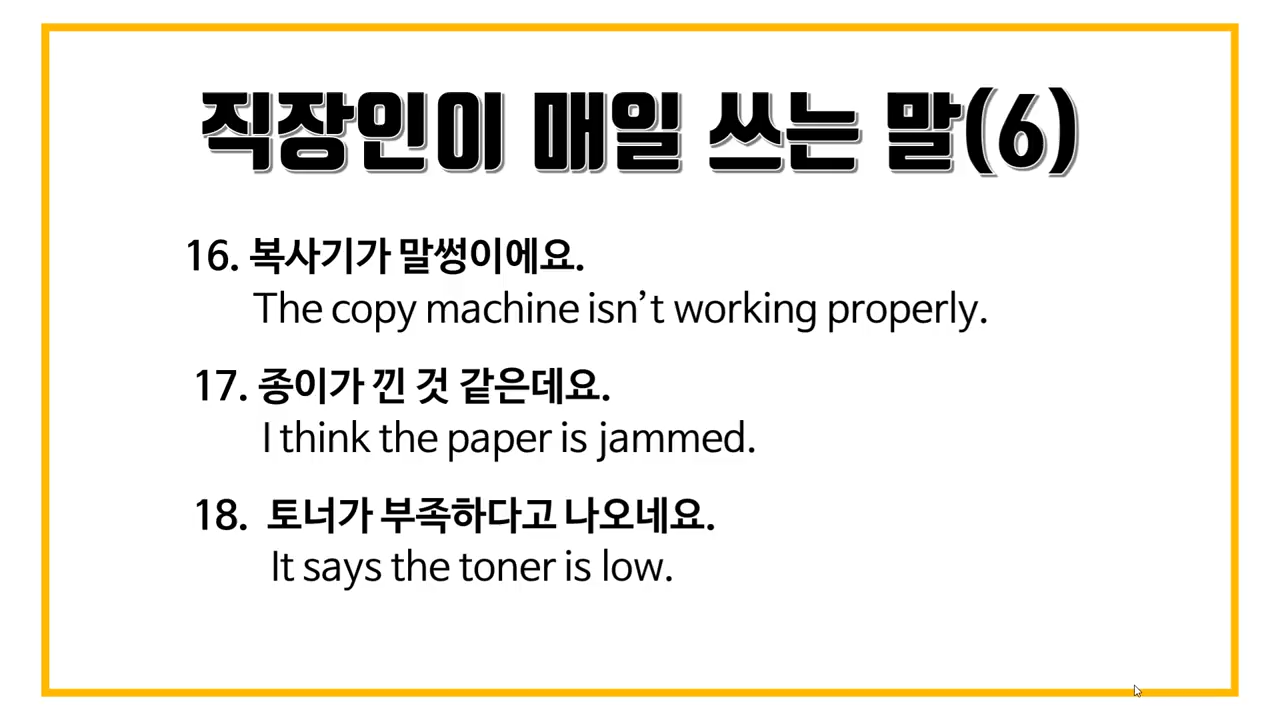 직장인이 매일 쓰는 말(6)
16. 복사기가 말썽이에요.
The copy machine isn’t working properly.
17. 종이가 낀 것 같은데요.
I think the paper is jammed.
18. 토너가 부족하다고 나오네요.
It says the toner is low.